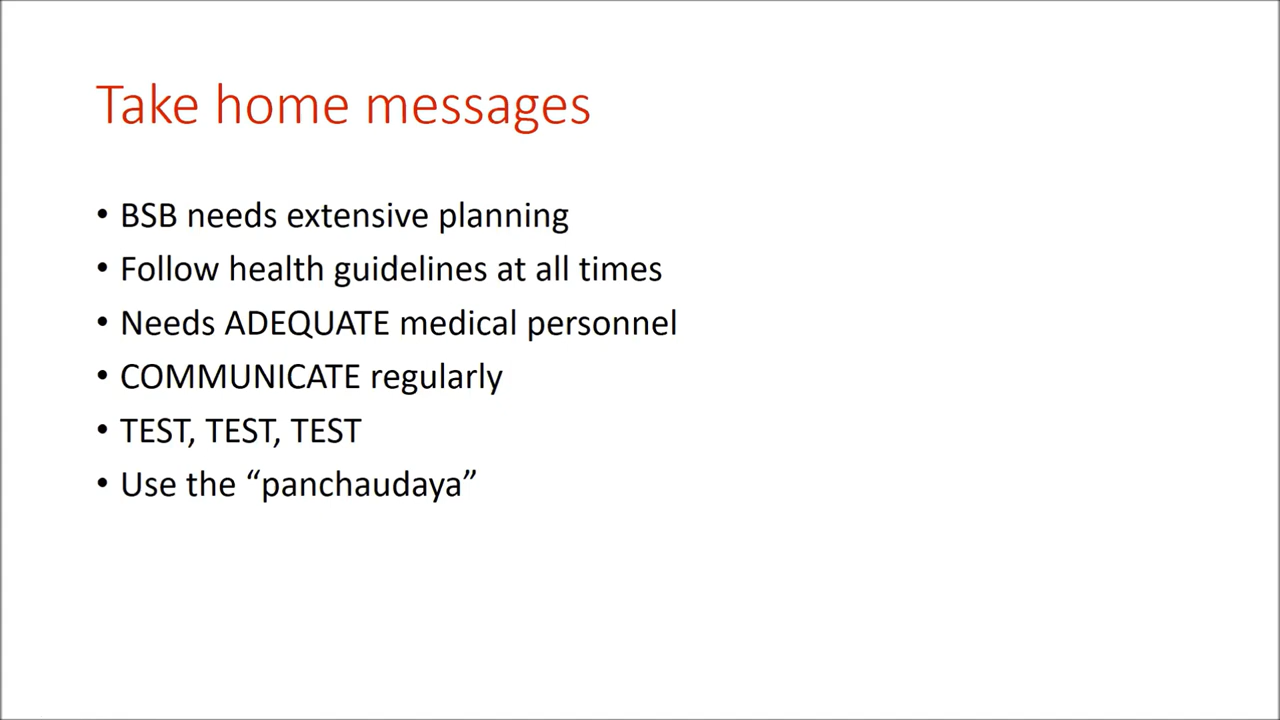 Take home messages
• BSB needs extensive planning
• Follow health guidelines at all times
• Needs ADEQUATE medical personnel
• COMMUNICATE regularly
• TEST, TEST, TEST
• Use the “panchaudaya”